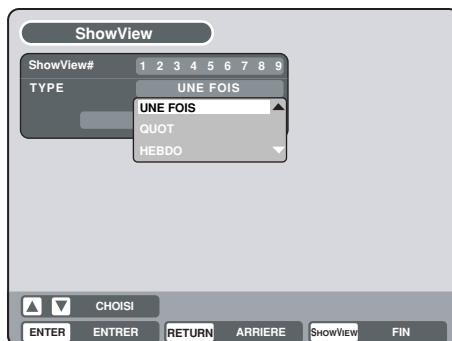 ShowView
ShowView# 1 2 3 4 5 6 7 8 9
TYPE UNE FOIS
UNE FOIS
QUOT
HEBDO
CHOISI
ENTER ENTRER RETURN ARRIERE SHOWVIEW FIN